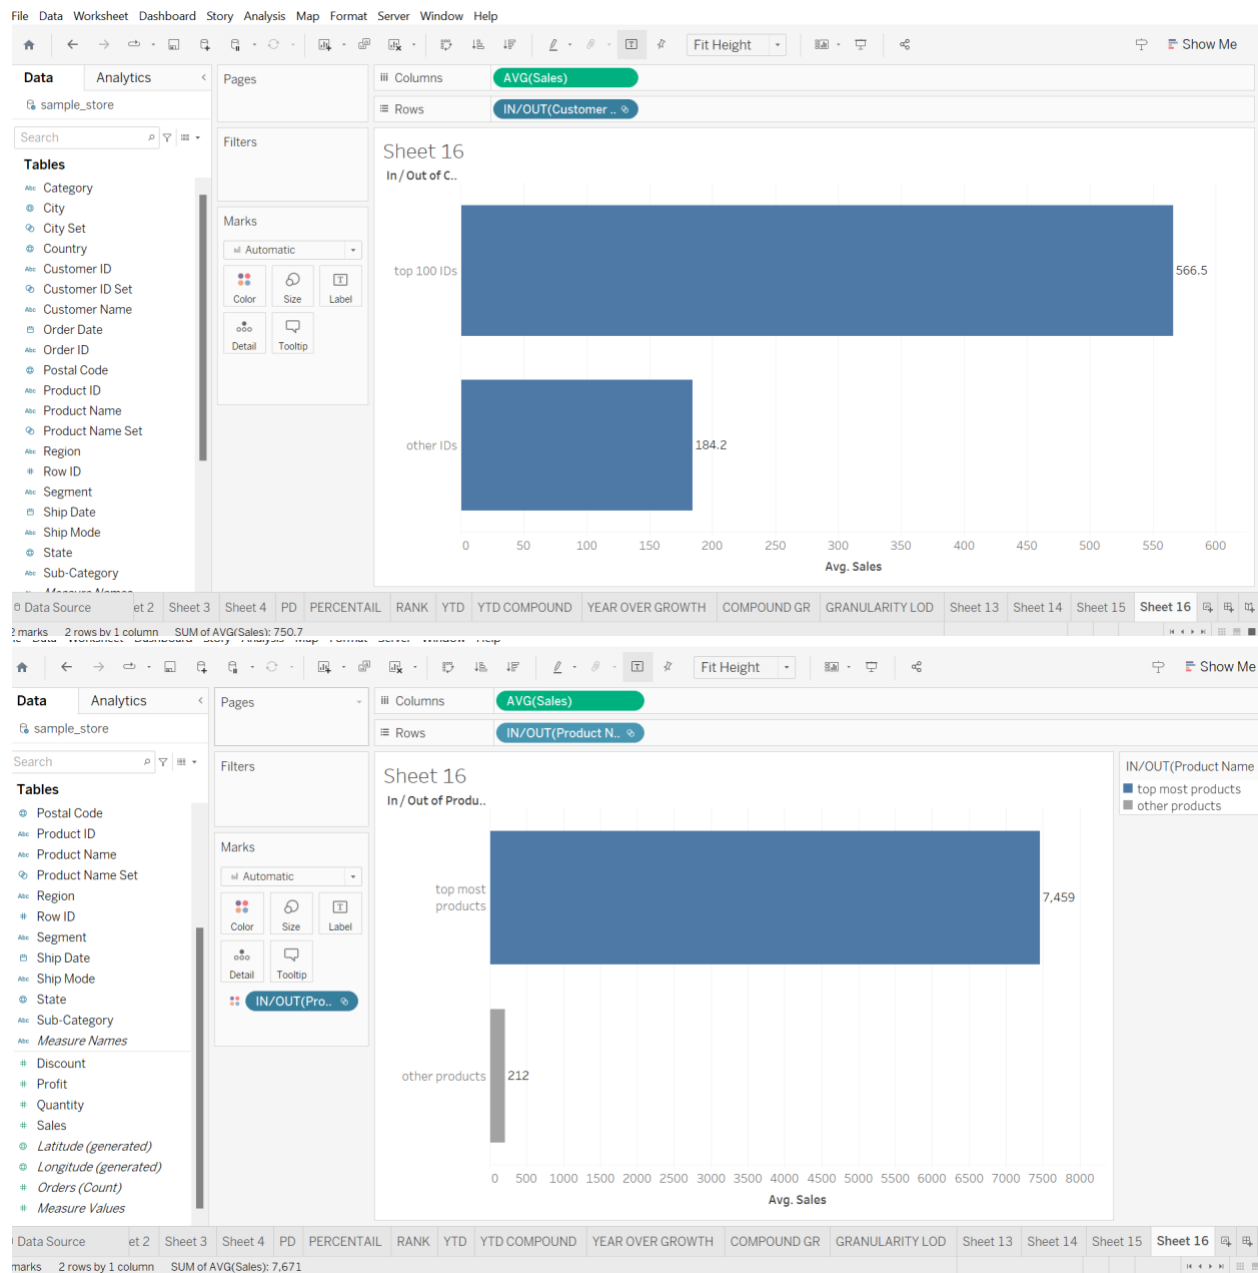 File Data Worksheet Dashboard Story Analysis Map Format Server Window Help
Fit Height
Show Me
Data Analytics
sample_store
Search
Tables
Category
City
City Set
Country
Customer ID
Customer ID Set
Customer Name
Order Date
Order ID
Postal Code
Product ID
Product Name
Product Name Set
Region
Row ID
Segment
Ship Date
Ship Mode
State
Sub-Category
Measure Names
Pages
Filters
Marks
Automatic
Color Size Label
Detail Tooltip
Columns AVG(Sales)
Rows IN/OUT(Customer ..
Sheet 16
In / Out of C..
top 100 IDs 566.5
other IDs 184.2
0 50 100 150 200 250 300 350 400 450 500 550 600
Avg. Sales
Data Source et 2 Sheet 3 Sheet 4 PD PERCENTAIL RANK YTD YTD COMPOUND YEAR OVER GROWTH COMPOUND GR GRANULARITY LOD Sheet 13 Sheet 14 Sheet 15 Sheet 16
2 marks 2 rows by 1 column SUM of AVG(Sales): 750.7
Data Worksheet Dashboard Story Analysis Map Format Server Window Help
Fit Height
Show Me
Data Analytics
sample_store
Search
Tables
Postal Code
Product ID
Product Name
Product Name Set
Region
Row ID
Segment
Ship Date
Ship Mode
State
Sub-Category
Measure Names
Discount
Profit
Quantity
Sales
Latitude (generated)
Longitude (generated)
Orders (Count)
Measure Values
Pages
Filters
Marks
Automatic
Color Size Label
Detail Tooltip
IN/OUT(Pro..
Columns AVG(Sales)
Rows IN/OUT(Product N..
Sheet 16
In / Out of Produ..
top most
products
7,459
other products 212
0 500 1000 1500 2000 2500 3000 3500 4000 4500 5000 5500 6000 6500 7000 7500 8000
Avg. Sales
IN/OUT(Product Name
top most products
other products
Data Source et 2 Sheet 3 Sheet 4 PD PERCENTAIL RANK YTD YTD COMPOUND YEAR OVER GROWTH COMPOUND GR GRANULARITY LOD Sheet 13 Sheet 14 Sheet 15 Sheet 16
marks 2 rows by 1 column SUM of AVG(Sales): 7,671